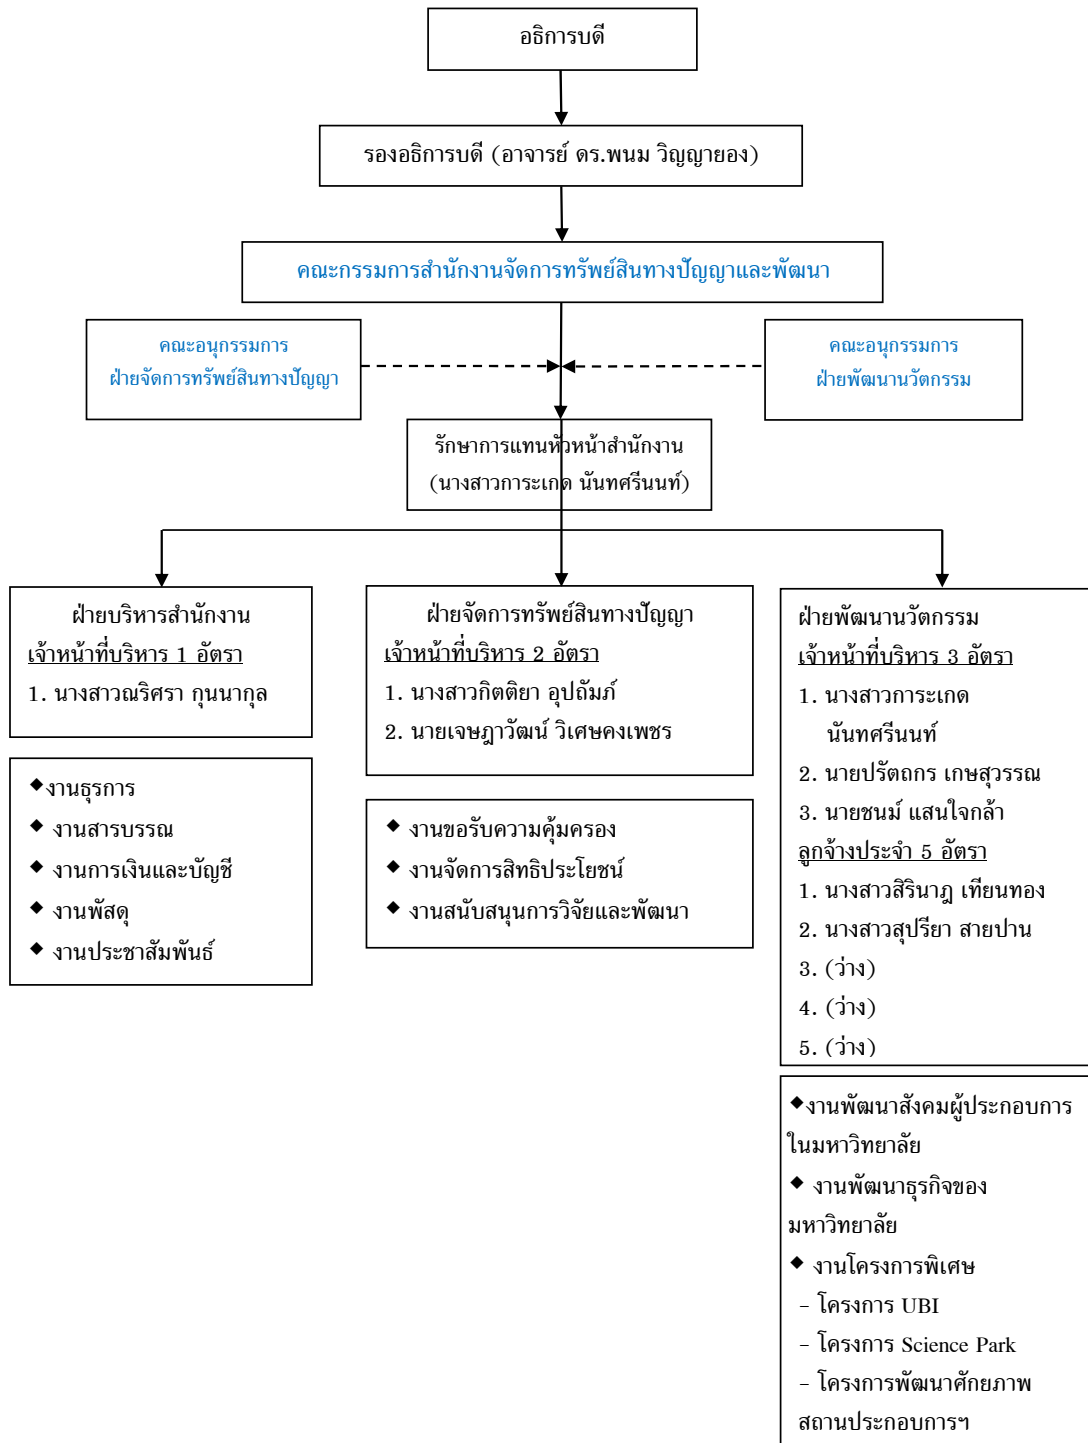 อธิการบดี
รองอธิการบดี (อาจารย์ ดร.พนม วิญญายอง)
คณะกรรมการสำนักงานจัดการทรัพย์สินทางปัญญาและพัฒนา
คณะอนุกรรมการ
ฝ่ายจัดการทรัพย์สินทางปัญญา
คณะอนุกรรมการ
ฝ่ายพัฒนานวัตกรรม
รักษาการแทนหัวหน้าสำนักงาน
(นางสาวการะเกด นันทศรีนนท์)
ฝ่ายบริหารสำนักงาน
เจ้าหน้าที่บริหาร 1 อัตรา
1. นางสาวณริศรา กุนนากุล
◆งานธุรการ
◆ งานสารบรรณ
◆ งานการเงินและบัญชี
◆ งานพัสดุ
◆ งานประชาสัมพันธ์
ฝ่ายจัดการทรัพย์สินทางปัญญา
เจ้าหน้าที่บริหาร 2 อัตรา
1. นางสาวกิตติยา อุปถัมภ์
2. นายเจษฎาวัฒน์ วิเศษคงเพชร
◆ งานขอรับความคุ้มครอง
◆ งานจัดการสิทธิประโยชน์
◆ งานสนับสนุนการวิจัยและพัฒนา
ฝ่ายพัฒนานวัตกรรม
เจ้าหน้าที่บริหาร 3 อัตรา
1. นางสาวการะเกด
นันทศรีนนท์
2. นายปรัตถกร เกษสุวรรณ
3. นายชนม์ แสนใจกล้า
ลูกจ้างประจำ 5 อัตรา
1. นางสาวสิรินาฎ เทียนทอง
2. นางสาวสุปรียา สายปาน
3. (ว่าง)
4. (ว่าง)
5. (ว่าง)
◆งานพัฒนาสังคมผู้ประกอบการ
ในมหาวิทยาลัย
◆ งานพัฒนาธุรกิจของ
มหาวิทยาลัย
◆ งานโครงการพิเศษ
- โครงการ UBI
- โครงการ Science Park
- โครงการพัฒนาศักยภาพ
สถานประกอบการฯ